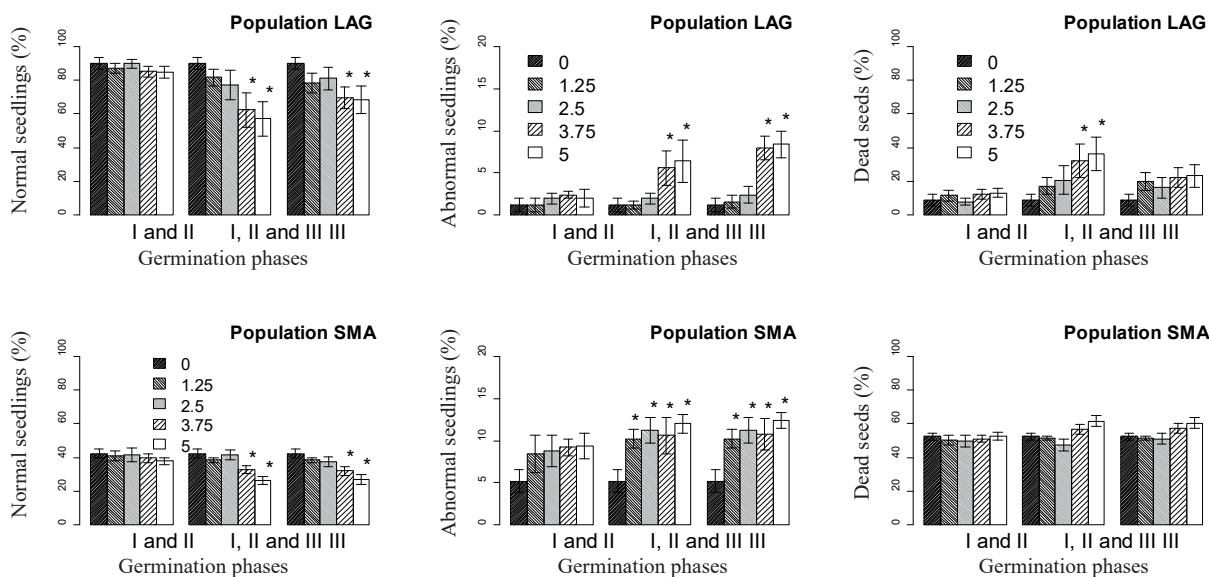 Population LAG
Normal seedlings (%)
100
80
60
40
20
0
* * * *
I and II I, II and III III
Germination phases
Population LAG
Abnormal seedlings (%)
20
15
10
5
0
0
1.25
2.5
3.75
5
* * * *
I and II I, II and III III
Germination phases
Population LAG
Dead seeds (%)
100
80
60
40
20
0
0
1.25
2.5
3.75
5
* *
I and II I, II and III III
Germination phases
Population SMA
Normal seedlings (%)
100
80
60
40
20
0
0
1.25
2.5
3.75
5
* * * *
I and II I, II and III III
Germination phases
Population SMA
Abnormal seedlings (%)
20
15
10
5
0
* * * * * * * *
I and II I, II and III III
Germination phases
Population SMA
Dead seeds (%)
100
80
60
40
20
0
I and II I, II and III III
Germination phases